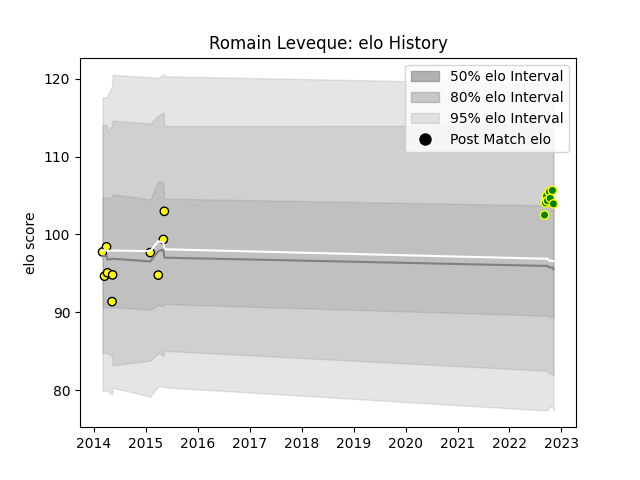 Romain Leveque: elo History
50% elo Interval
80% elo Interval
95% elo Interval
Post Match elo
elo score
120
110
100
90
80
2014 2015 2016 2017 2018 2019 2020 2021 2022 2023